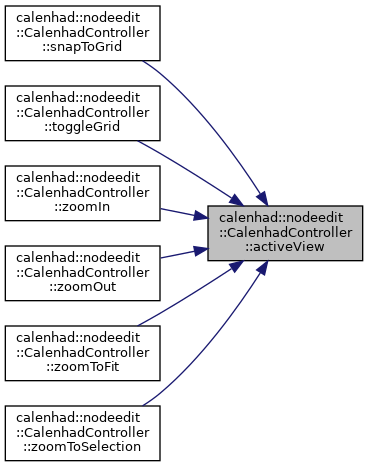 calenhad::nodeedit
::CalenhadController
::snapToGrid
calenhad::nodeedit
::CalenhadController
::toggleGrid
calenhad::nodeedit
::CalenhadController
::zoomIn
calenhad::nodeedit
::CalenhadController
::activeView
calenhad::nodeedit
::CalenhadController
::zoomOut
calenhad::nodeedit
::CalenhadController
::zoomToFit
calenhad::nodeedit
::CalenhadController
::zoomToSelection